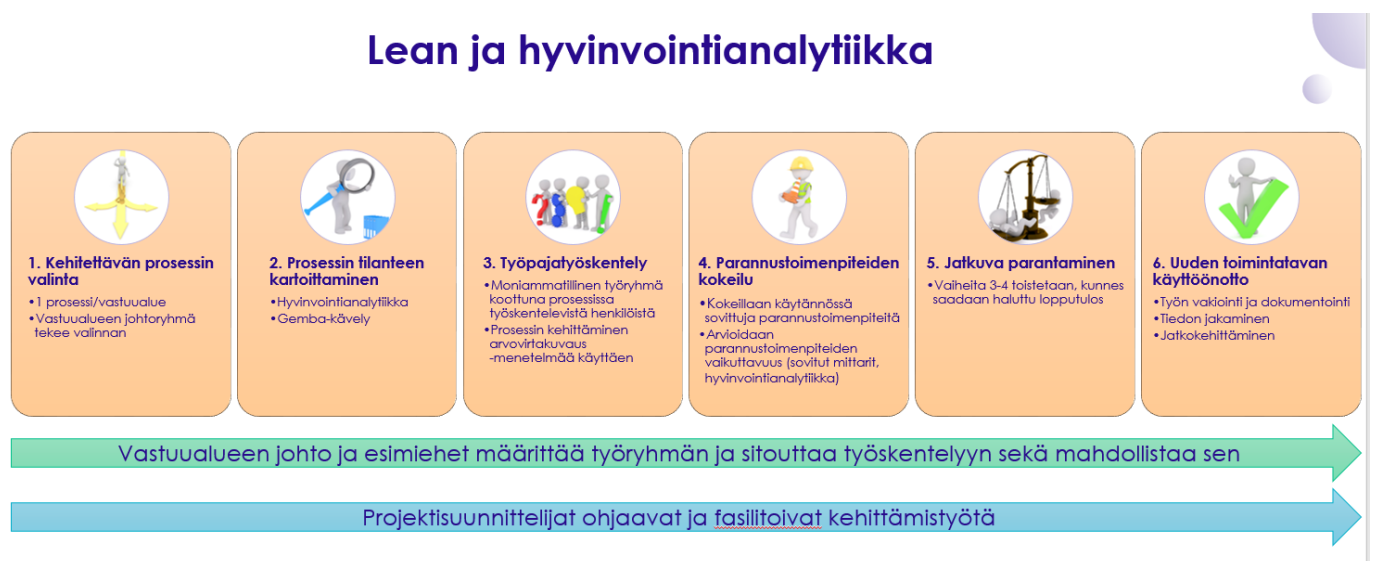 Lean ja hyvinvointianalytiikka
1. Kehitettävän prosessin
valinta
•1 prosessi/vastuualue
•Vastuualueen johtoryhmä
tekee valinnan
2. Prosessin tilanteen
kartoittaminen
•Hyvinvointianalytiikka
•Gemba-kävely
3. Työpajatyöskentely
•Moniammatillinen työryhmä
koottuna prosessissa
työskentelevistä henkilöistä
•Prosessin kehittäminen
arvovirtakuvaus
-menetelmää käyttäen
4. Parannustoimenpiteiden
kokeilu
•Kokeillaan käytännössä
sovittuja parannustoimenpiteitä
•Arvioidaan
parannustoimenpiteiden
vaikuttavuus (sovitut mittarit,
hyvinvointianalytiikka)
5. Jatkuva parantaminen
•Vaiheita 3-4 toistetaan, kunnes
saadaan haluttu lopputulos
6. Uuden toimintatavan
käyttöönotto
•Työn vakiointi ja dokumentointi
•Tiedon jakaminen
•Jatkokehittäminen
Vastuualueen johto ja esimiehet määrittää työryhmän ja sitouttaa työskentelyyn sekä mahdollistaa sen
Projektisuunnittelijat ohjaavat ja fasilitoivat kehittämistyötä